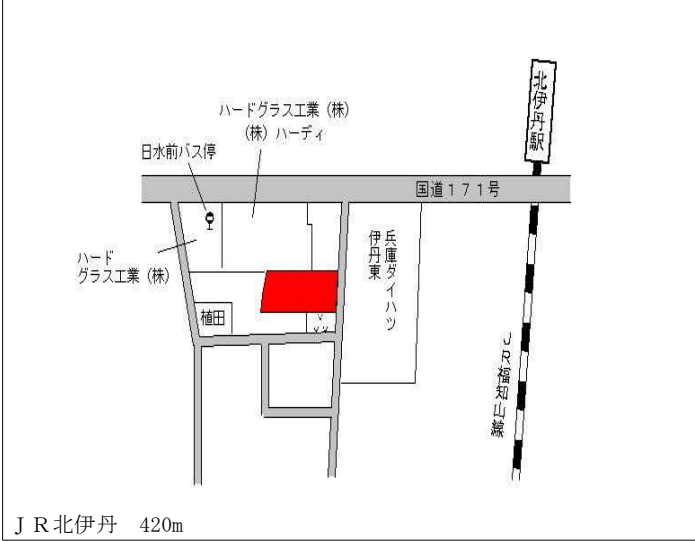 北伊丹駅
ハードグラス工業（株）
（株）ハーディ
日水前バス停
国道１７１号
ハード
グラス工業（株）
兵庫ダイハツ
伊丹東
植田
ＪＲ福知山線
ＪＲ北伊丹　420m